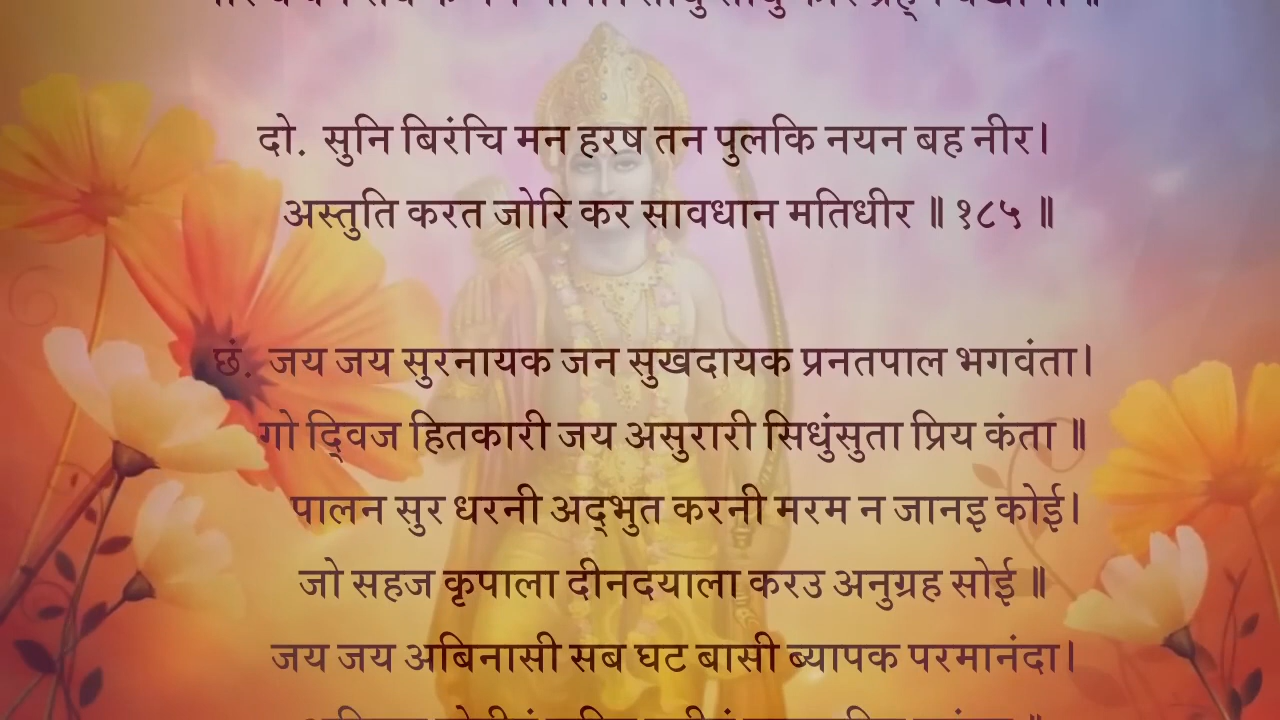 दो. सुनि बिरंचि मन हरष तन पुलकि नयन बह नीर।
अस्तुति करत जोरि कर सावधान मतिधीर ॥ १८५ ॥
छं. जय जय सुरनायक जन सुखदायक प्रनतपाल भगवंता।
गो द्विज हितकारी जय असुरारी सिधुंसुता प्रिय कंता ॥
पालन सुर धरनी अद्भुत करनी मरम न जानइ कोई।
जो सहज कृपाला दीनदयाला करउ अनुग्रह सोई ॥
जय जय अबिनासी सब घट बासी ब्यापक परमानंदा।